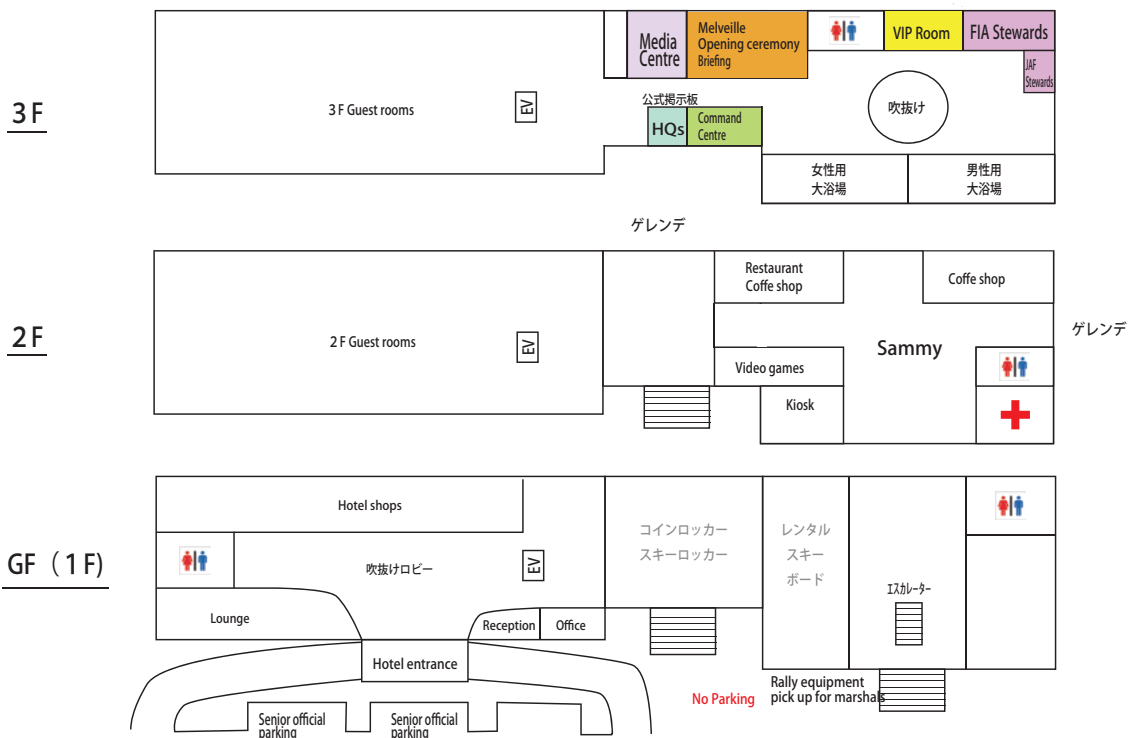 3F
3 F Guest rooms
EV
Media
Centre
Melveille
Opening ceremony
Briefing
VIP Room
FIA Stewards
JAF
Stewards
公式掲示板
HQs
Command
Centre
吹抜け
女性用
大浴場
男性用
大浴場
ゲレンデ
2F
2 F Guest rooms
EV
Restaurant
Coffe shop
Coffe shop
Sammy
Video games
Kiosk
ゲレンデ
GF（1F)
Hotel shops
吹抜けロビー
EV
Lounge
Reception
Office
コインロッカー
スキーロッカー
レンタル
スキー
ボード
ｴｽｶﾚｰﾀｰ
Hotel entrance
No Parking
Rally equipment
pick up for marshals
Senior official
parking
Senior official
parking